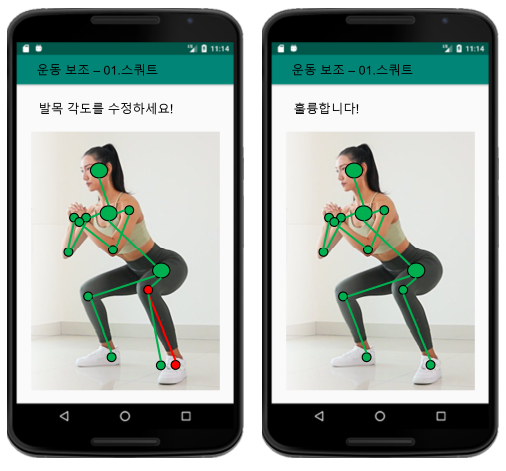 11:14
운동 보조 – 01.스쿼트
발목 각도를 수정하세요!
11:14
운동 보조 – 01.스쿼트
훌륭합니다!